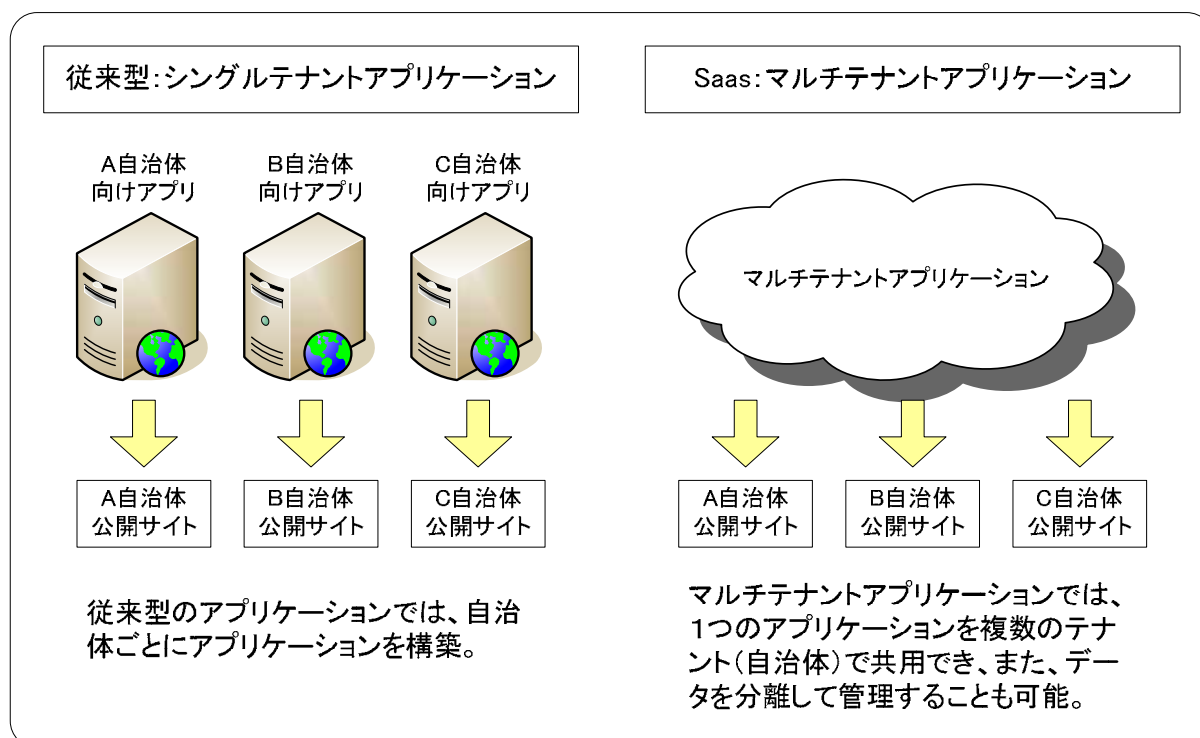 従来型:シングルテナントアプリケーション
A自治体
向けアプリ
B自治体
向けアプリ
C自治体
向けアプリ
A自治体
公開サイト
B自治体
公開サイト
C自治体
公開サイト
従来型のアプリケーションでは、自治
体ごとにアプリケーションを構築。
Saas:マルチテナントアプリケーション
マルチテナントアプリケーション
A自治体
公開サイト
B自治体
公開サイト
C自治体
公開サイト
マルチテナントアプリケーションでは、
1つのアプリケーションを複数のテナ
ント(自治体)で共用でき、また、デー
タを分離して管理することも可能。